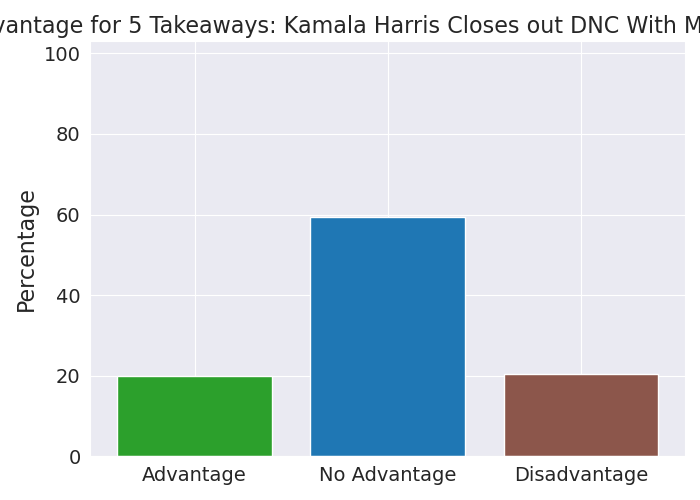 vantage for 5 Takeaways: Kamala Harris Closes out DNC With M
100
80
60
40
20
0
Percentage
Advantage No Advantage Disadvantage